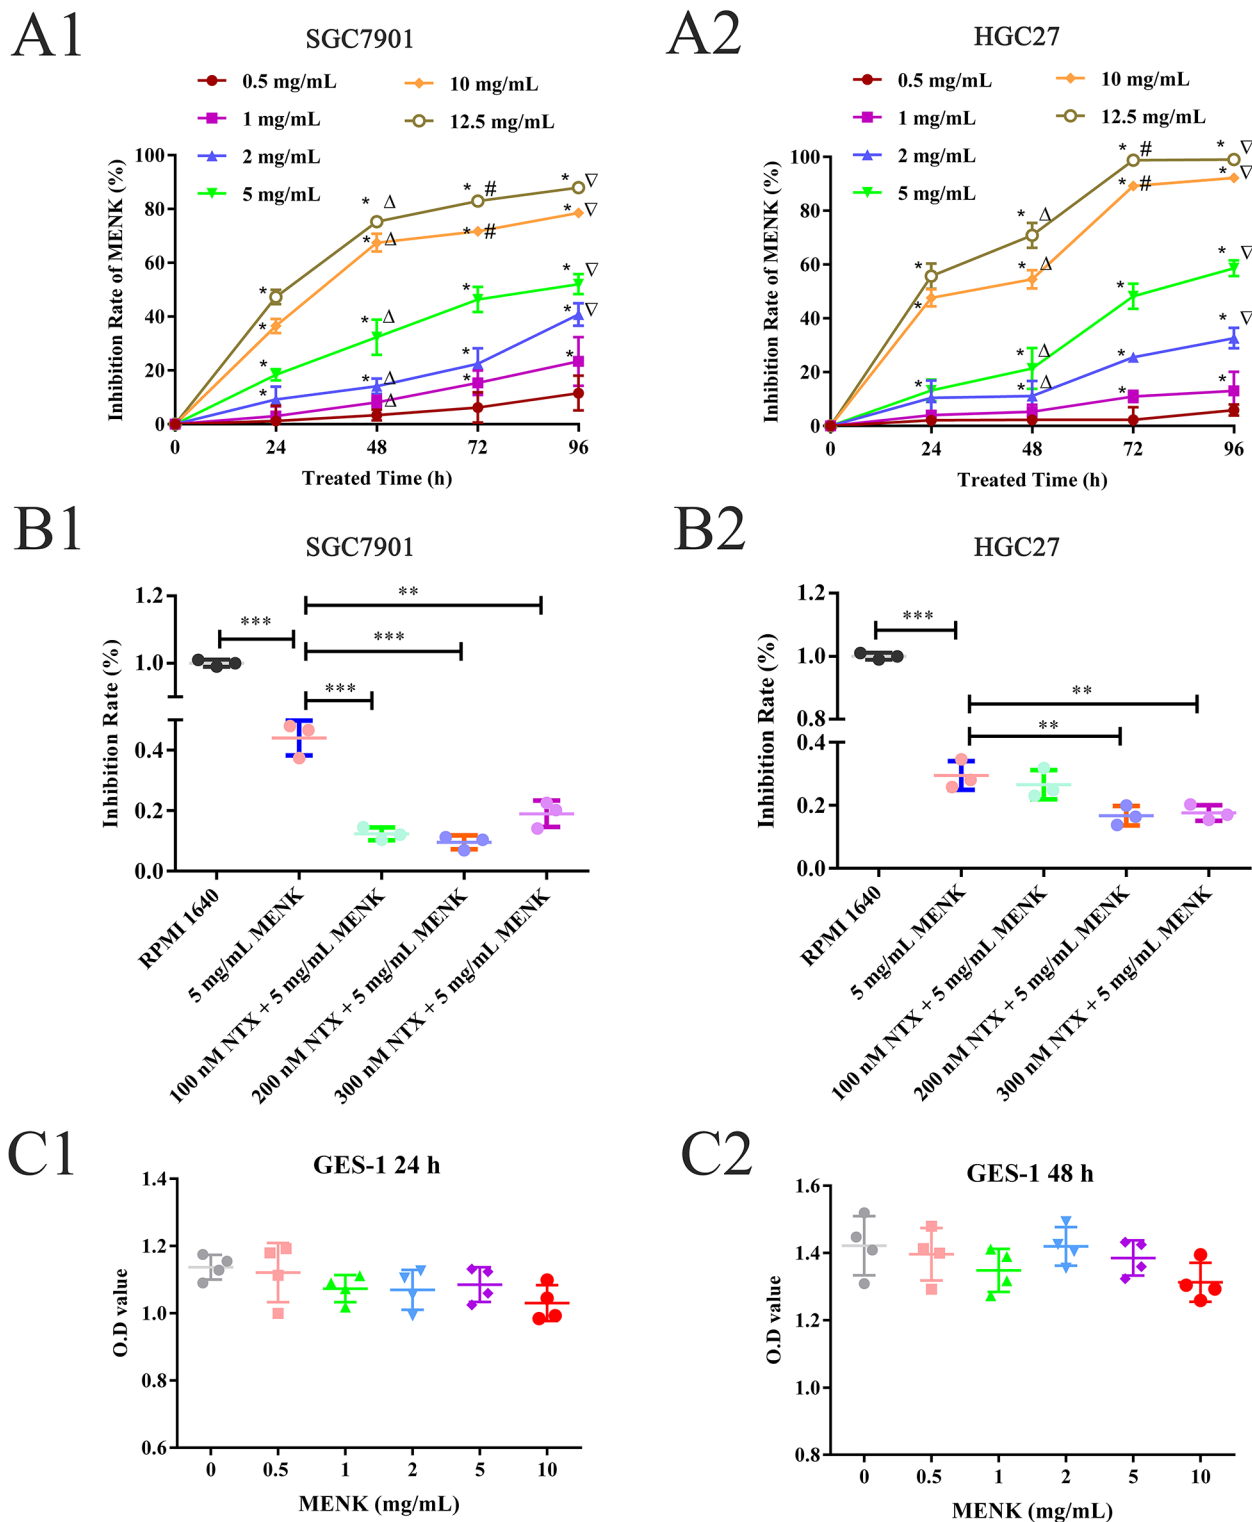 A1
SGC7901
0.5 mg/mL
10 mg/mL
1 mg/mL
12.5 mg/mL
2 mg/mL
5 mg/mL
Inhibition Rate of MENK (%)
100
80
60
40
20
0
* * Δ * # * ∇
* * Δ * # * ∇
* * Δ * * ∇
* * Δ * * ∇
Δ * *
0 24 48 72 96
Treated Time (h)
A2
HGC27
0.5 mg/mL
10 mg/mL
1 mg/mL
12.5 mg/mL
2 mg/mL
5 mg/mL
Inhibition Rate of MENK (%)
100
80
60
40
20
0
* * Δ * # * ∇
* * Δ * # * ∇
* * Δ * * ∇
* Δ * * ∇
* *
0 24 48 72 96
Treated Time (h)
B1
SGC7901
Inhibition Rate (%)
1.2
1.0
0.4
0.2
0.0
**
***
***
***
RPMI 1640
5 mg/mL MENK
100 nM NTX + 5 mg/mL MENK
200 nM NTX + 5 mg/mL MENK
300 nM NTX + 5 mg/mL MENK
B2
HGC27
Inhibition Rate (%)
1.2
1.0
0.8
0.4
0.2
0.0
***
**
**
RPMI 1640
5 mg/mL MENK
100 nM NTX + 5 mg/mL MENK
200 nM NTX + 5 mg/mL MENK
300 nM NTX + 5 mg/mL MENK
C1
GES-1 24 h
O.D value
1.4
1.2
1.0
0.8
0.6
0 0.5 1 2 5 10
MENK (mg/mL)
C2
GES-1 48 h
O.D value
1.6
1.4
1.2
1.0
0.8
0 0.5 1 2 5 10
MENK (mg/mL)